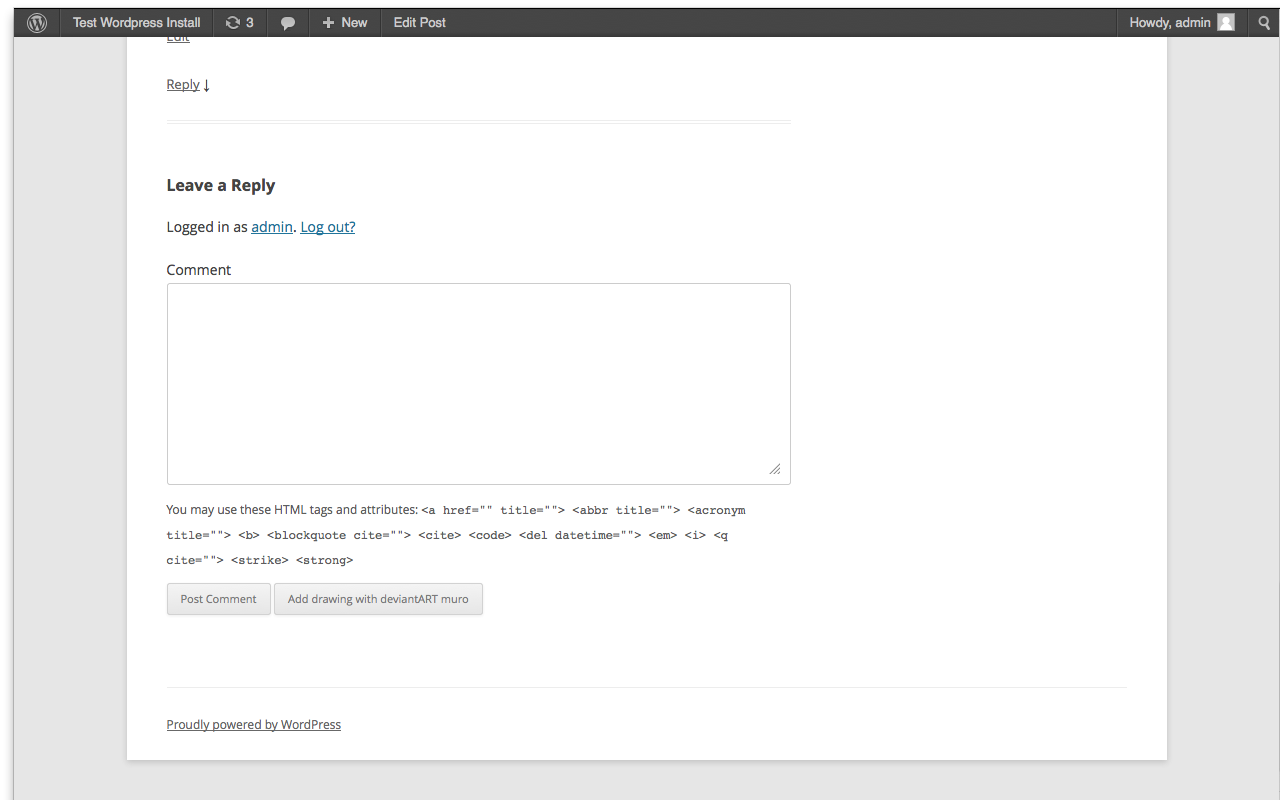 Test Wordpress Install 3 New Edit Post Howdy, admin
Edit
Reply ↓
Leave a Reply
Logged in as admin. Log out?
Comment
You may use these HTML tags and attributes: <a href="" title=""> <abbr title=""> <acronym
title=""> <b> <blockquote cite=""> <cite> <code> <del datetime=""> <em> <i> <q
cite=""> <strike> <strong>
Post Comment Add drawing with deviantART muro
Proudly powered by WordPress